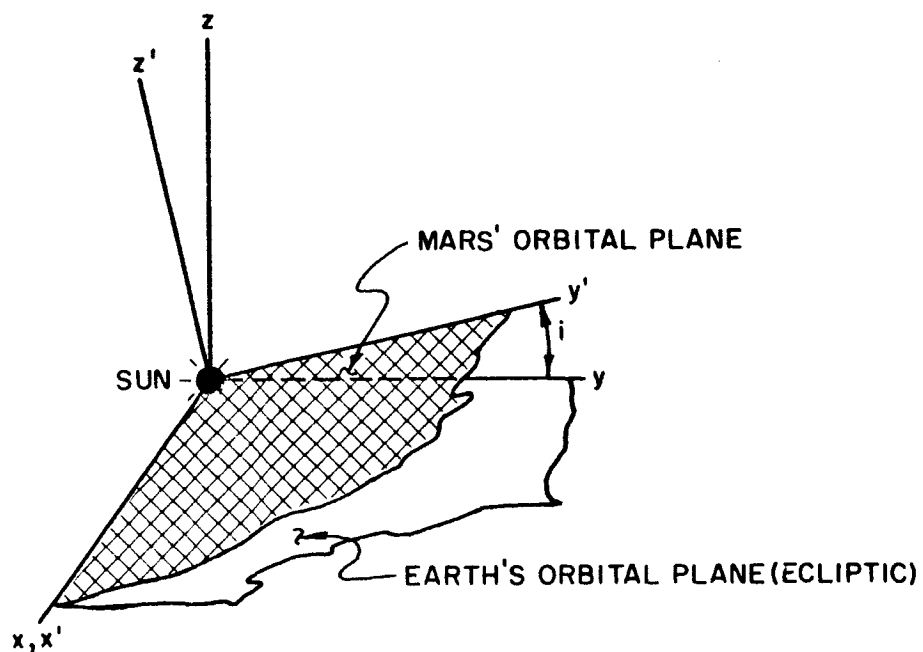 z
z'
MARS' ORBITAL PLANE
y'
i
SUN
y
EARTH'S ORBITAL PLANE (ECLIPTIC)
x, x'